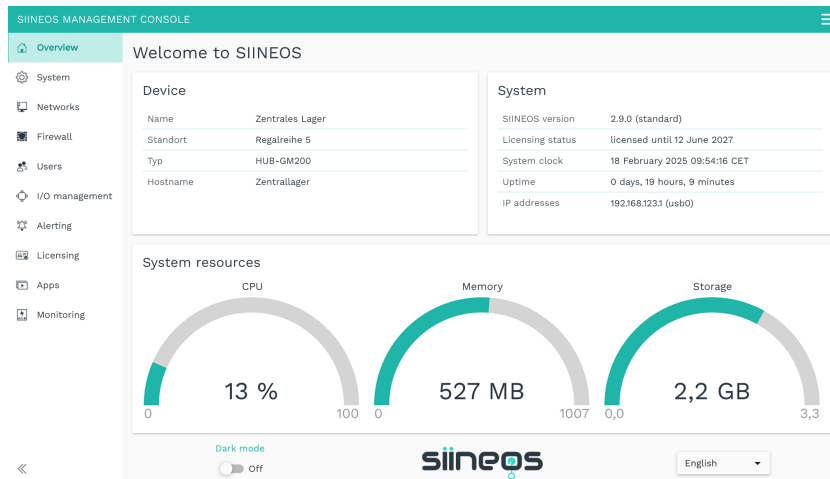 SIINEOS MANAGEMENT CONSOLE
Overview
System
Networks
Firewall
Users
I/O management
Alerting
Licensing
Apps
Monitoring
Welcome to SIINEOS
Device
Name Zentrales Lager
Standort Regalreihe 5
Typ HUB-GM200
Hostname Zentrallager
System
SIINEOS version 2.9.0 (standard)
Licensing status licensed until 12 June 2027
System clock 18 February 2025 09:54:16 CET
Uptime 0 days, 19 hours, 9 minutes
IP addresses 192.168.123.1 (usb0)
System resources
CPU
13 %
0 100
Memory
527 MB
0 1007
Storage
2,2 GB
0,0 3,3
Dark mode
Off
siineos
English